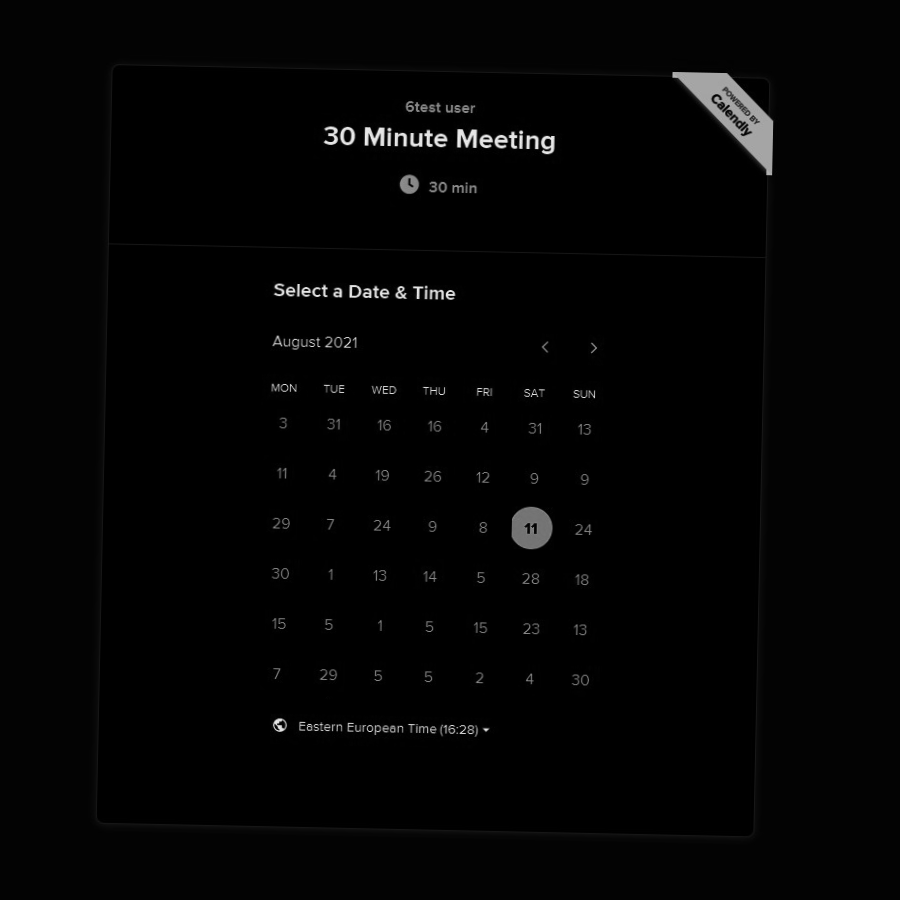 POWERED BY
Calendly
6test user
30 Minute Meeting
30 min
Select a Date & Time
August 2021
MON TUE WED THU FRI SAT SUN
3 31 16 16 4 31 13
11 4 19 26 12 9 9
29 7 24 9 8 11 24
30 1 13 14 5 28 18
15 5 1 5 15 23 13
7 29 5 5 2 4 30
Eastern European Time (16:28)